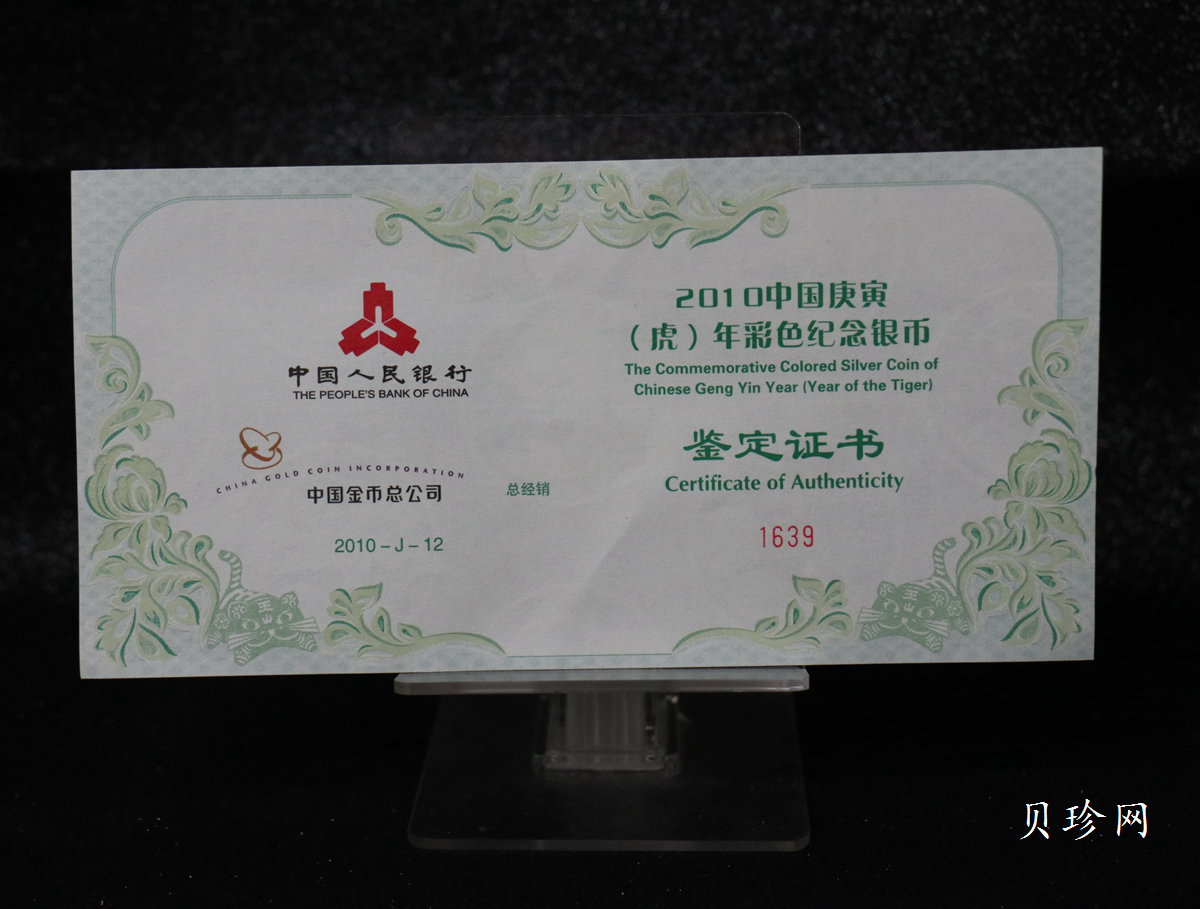 中国人民银行
THE PEOPLE'S BANK OF CHINA
CHINA GOLD COIN INCORPORATION
中国金币总公司
总经销
2010－J－12
2010中国庚寅
（虎）年彩色纪念银币
The Commemorative Colored Silver Coin of
Chinese Geng Yin Year (Year of the Tiger)
鉴定证书
Certificate of Authenticity
1639
王
王
贝珍网